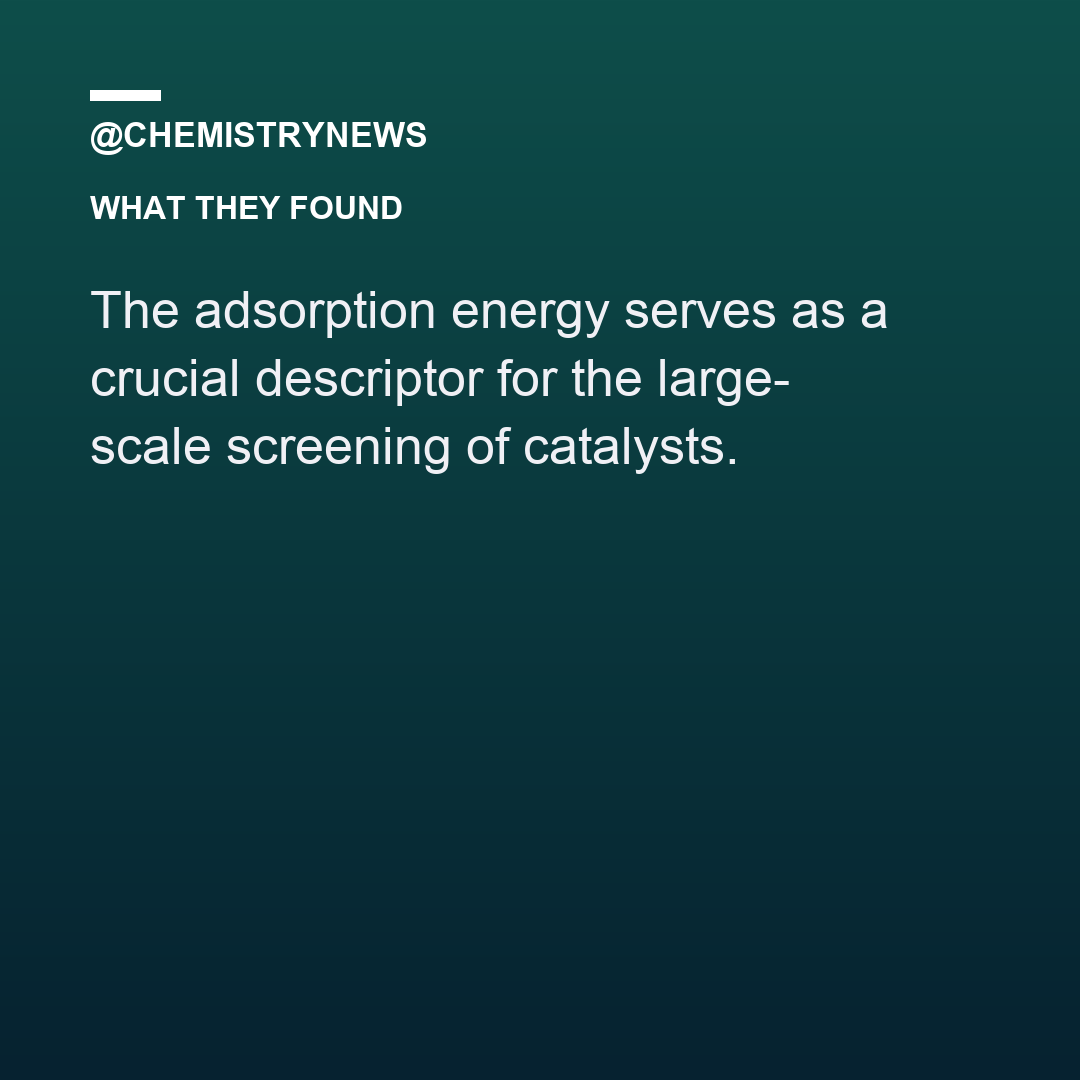 @CHEMISTRYNEWS
WHAT THEY FOUND
The adsorption energy serves as a
crucial descriptor for the large-
scale screening of catalysts.